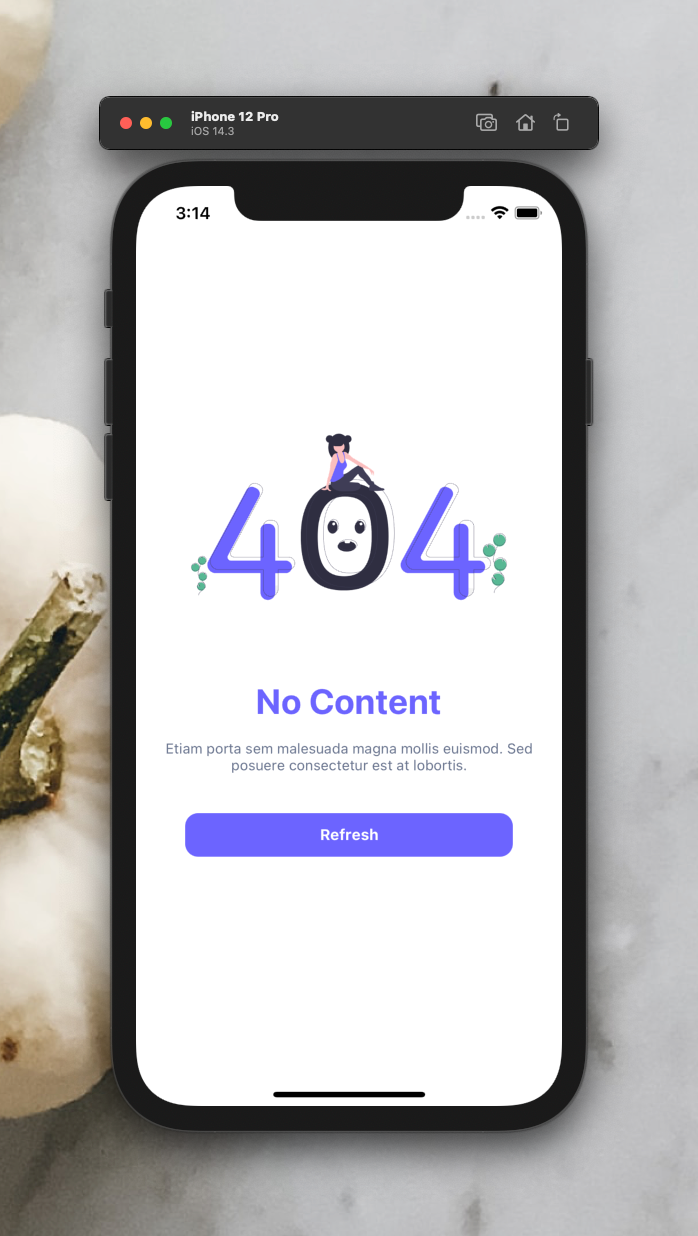 iPhone 12 Pro
iOS 14.3
3:14
404
No Content
Etiam porta sem malesuada magna mollis euismod. Sed
posuere consectetur est at lobortis.
Refresh